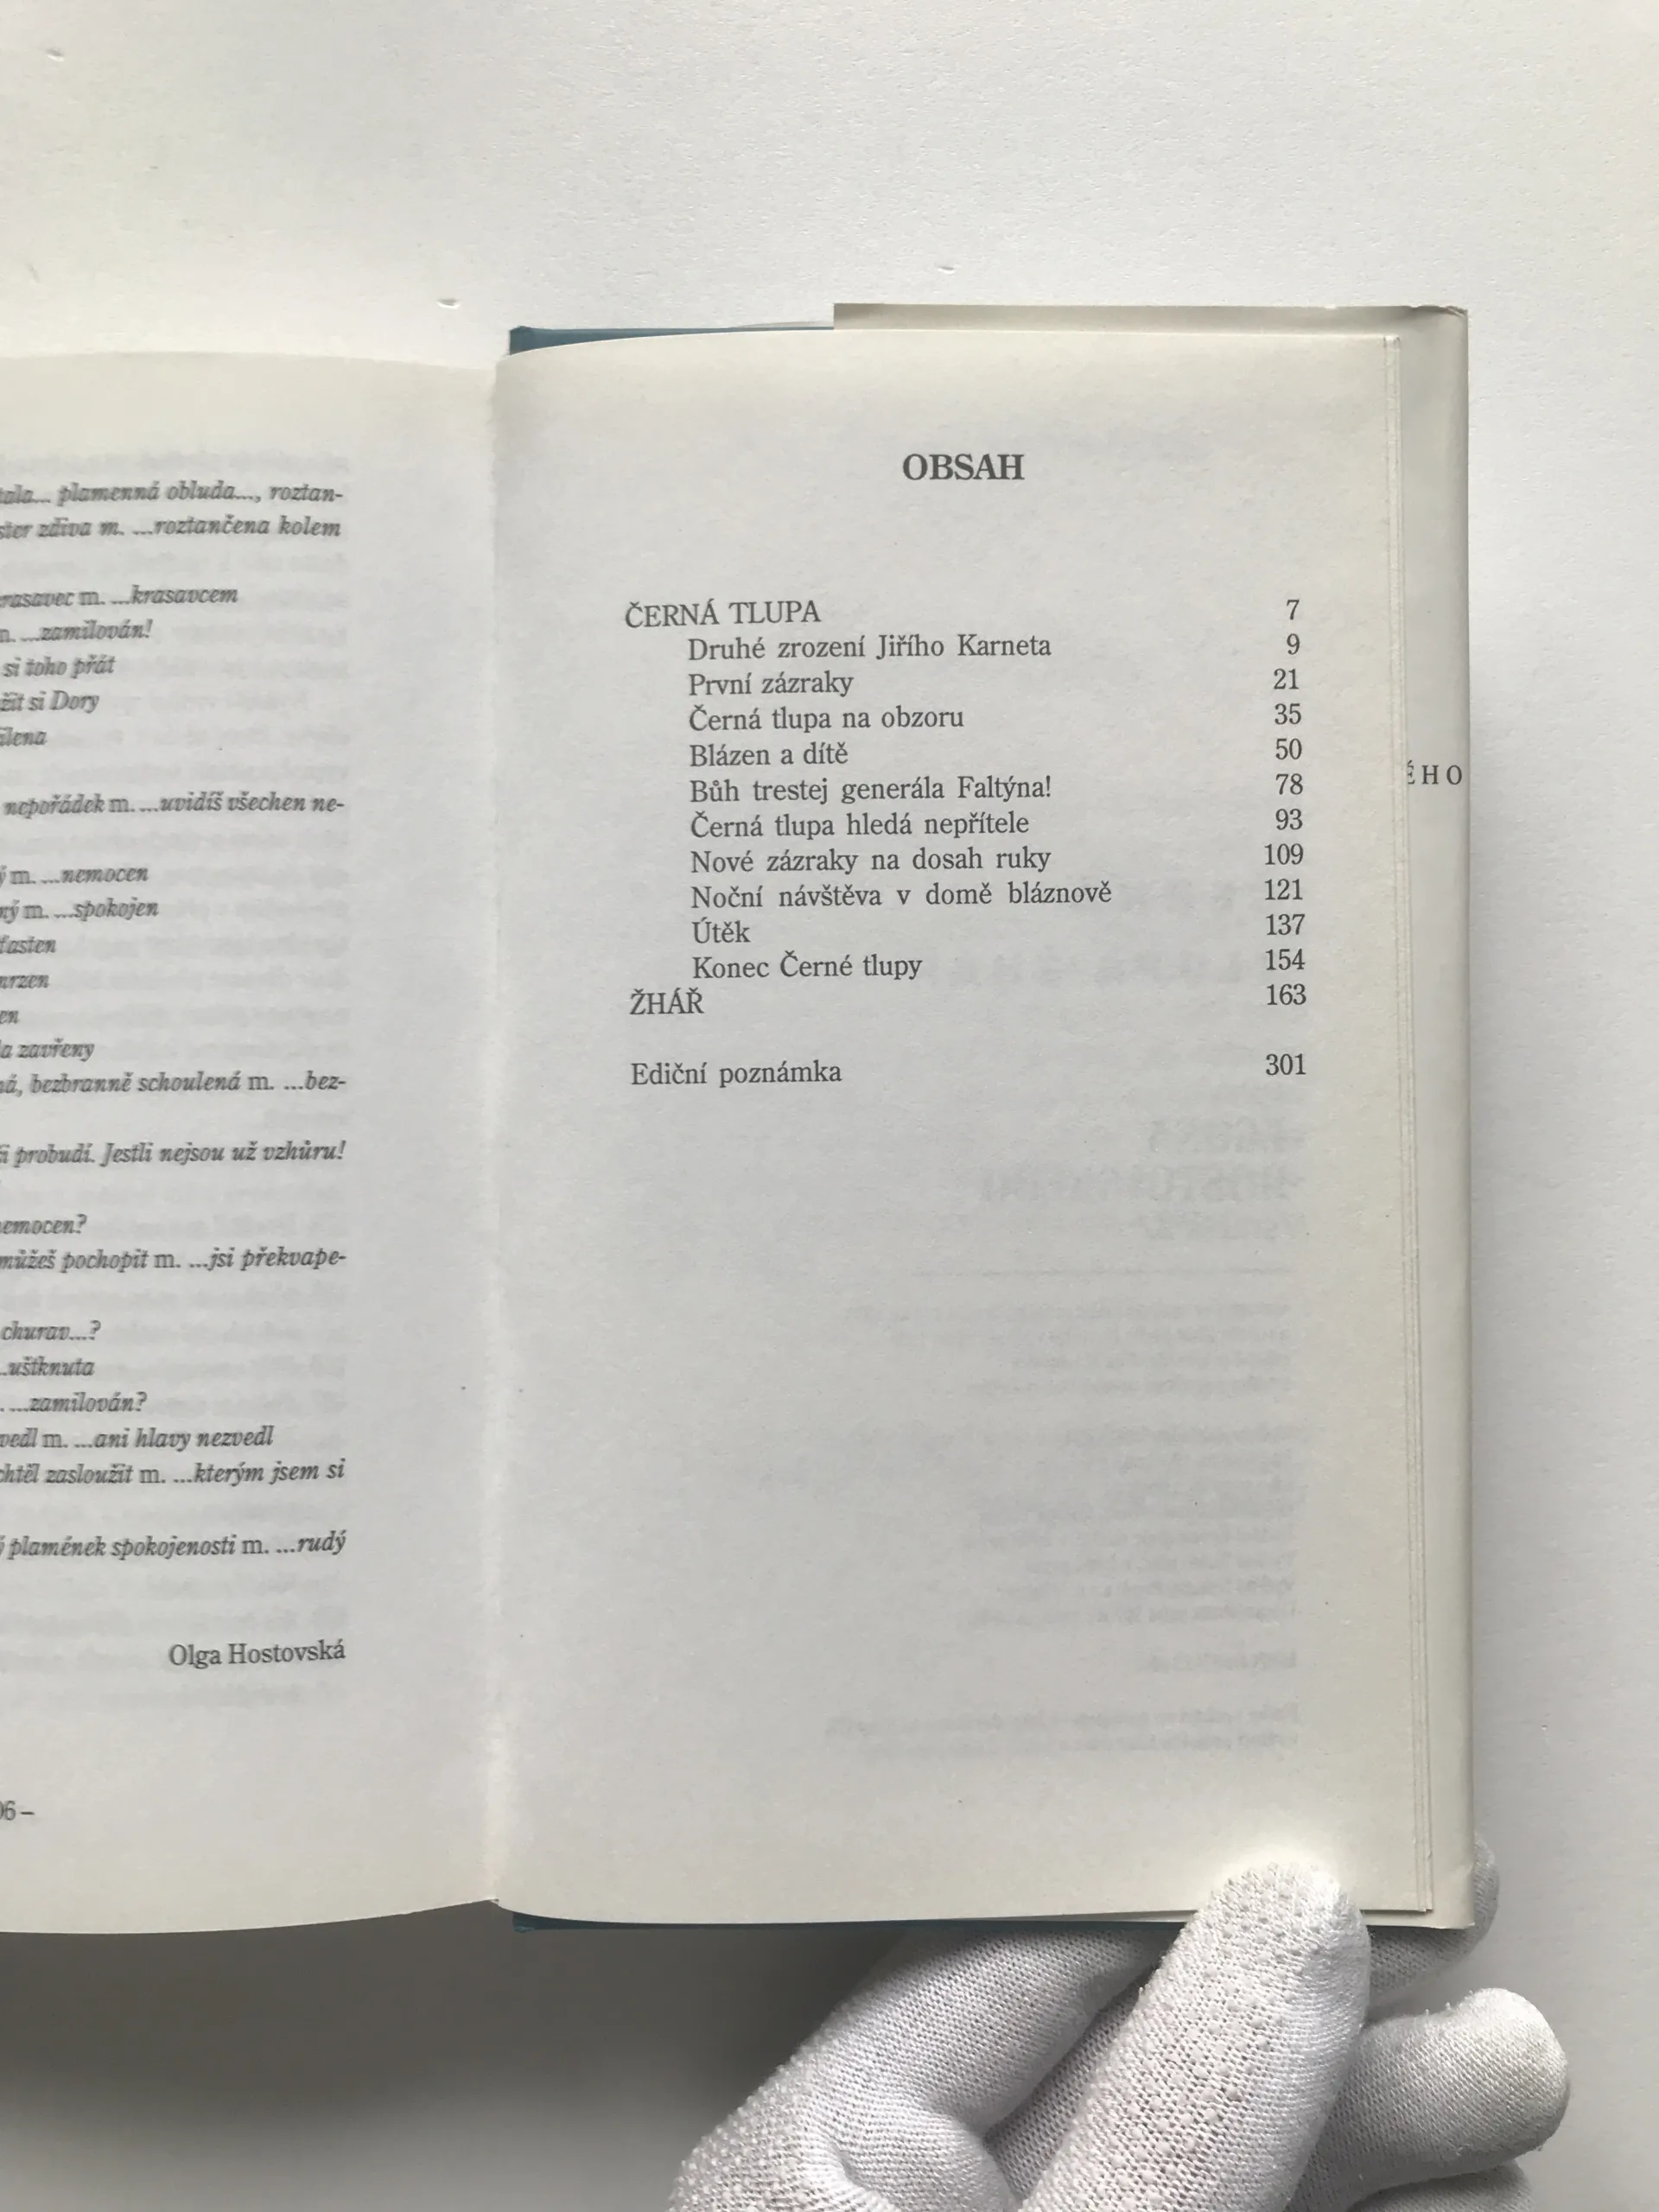 plamenná obluda..., roztan-
zdiva m. ...roztančena kolem
m. ...krasavcem
...zamilován!
si toho přát
si Dory
nepořádek m. ...uvidíš všechen ne-
m. ...nemocen
m. ...spokojen
zavřeny
bezbranně schoulená m. ...bez-
probudí. Jestli nejsou už vzhůru!
můžeš pochopit m. ...jsi překvape-
churav...?
...uštknuta
...zamilován?
m. ...ani hlavy nezvedl
zasloužit m. ...kterým jsem si
plamének spokojenosti m. ...rudý
Olga Hostovská
OBSAH
ČERNÁ TLUPA 7
Druhé zrození Jiřího Karneta 9
První zázraky 21
Černá tlupa na obzoru 35
Blázen a dítě 50
Bůh trestej generála Faltýna! 78
Černá tlupa hledá nepřítele 93
Nové zázraky na dosah ruky 109
Noční návštěva v domě bláznově 121
Útěk 137
Konec Černé tlupy 154
ŽHÁŘ 163
Ediční poznámka 301
ÉHO